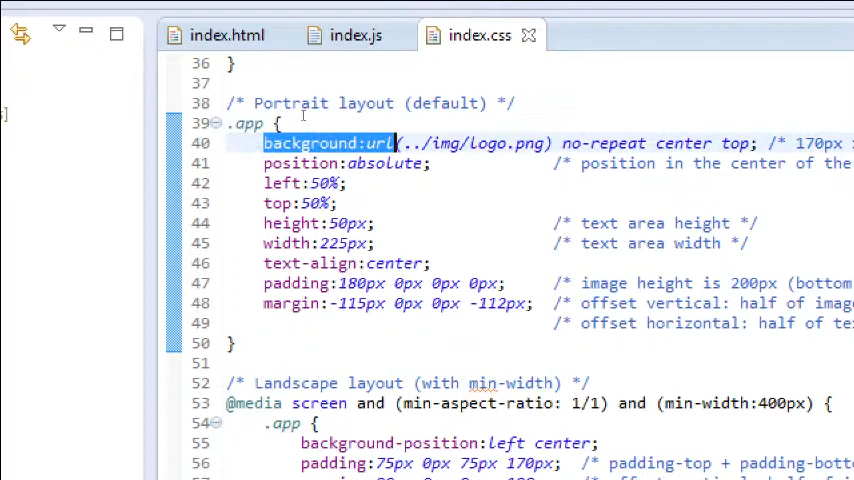 index.html index.js index.css
36 }
37
38 /* Portrait layout (default) */
39 .app {
40 background:url(../img/logo.png) no-repeat center top; /* 170px
41 position:absolute; /* position in the center of the
42 left:50%;
43 top:50%;
44 height:50px; /* text area height */
45 width:225px; /* text area width */
46 text-align:center;
47 padding:180px 0px 0px 0px; /* image height is 200px (bottom
48 margin:-115px 0px 0px -112px; /* offset vertical: half of
49 /* offset horizontal: half of
50 }
51
52 /* Landscape layout (with min-width) */
53 @media screen and (min-aspect-ratio: 1/1) and (min-width:400px) {
54 .app {
55 background-position:left center;
56 padding:75px 0px 75px 170px; /* padding-top +